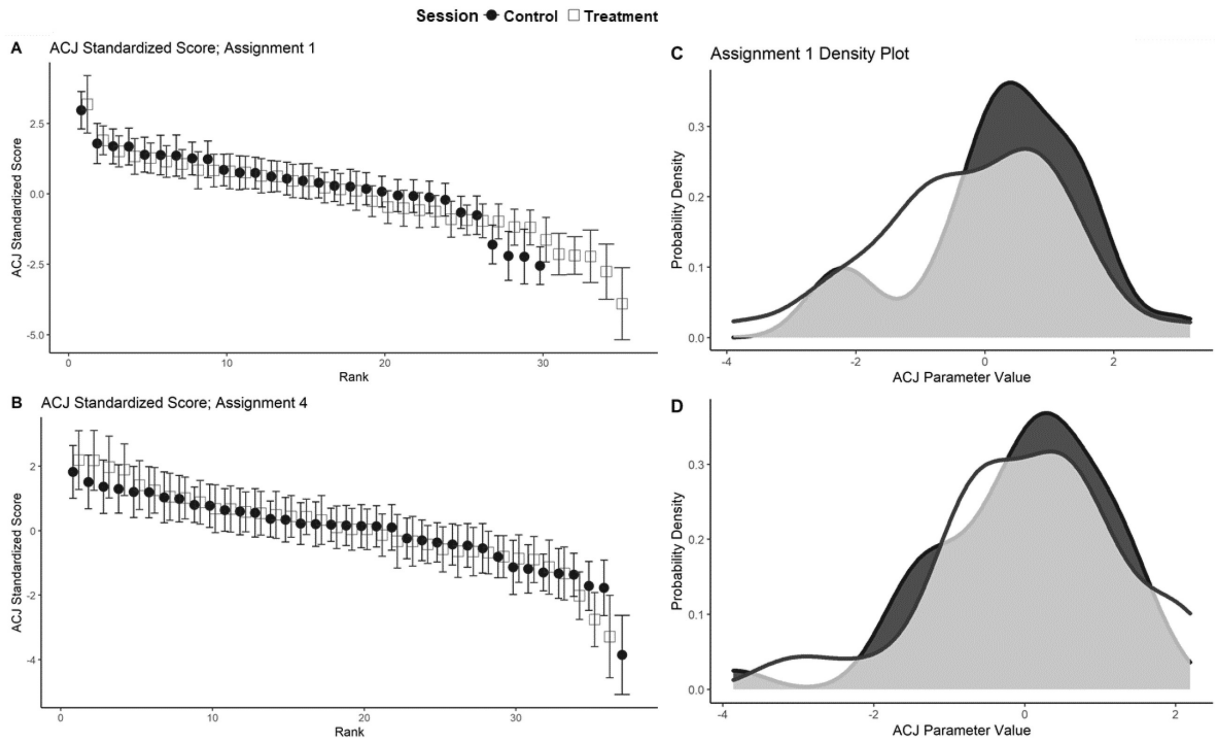 Session Control Treatment
A ACJ Standardized Score; Assignment 1
ACJ Standardized Score
2.5
0.0
-2.5
-5.0
0 10 20 30
Rank
B ACJ Standardized Score; Assignment 4
ACJ Standardized Score
2
0
-2
-4
0 10 20 30
Rank
C Assignment 1 Density Plot
Probability Density
0.3
0.2
0.1
0.0
-4 -2 0 2
ACJ Parameter Value
D
Probability Density
0.3
0.2
0.1
0.0
-4 -2 0 2
ACJ Parameter Value